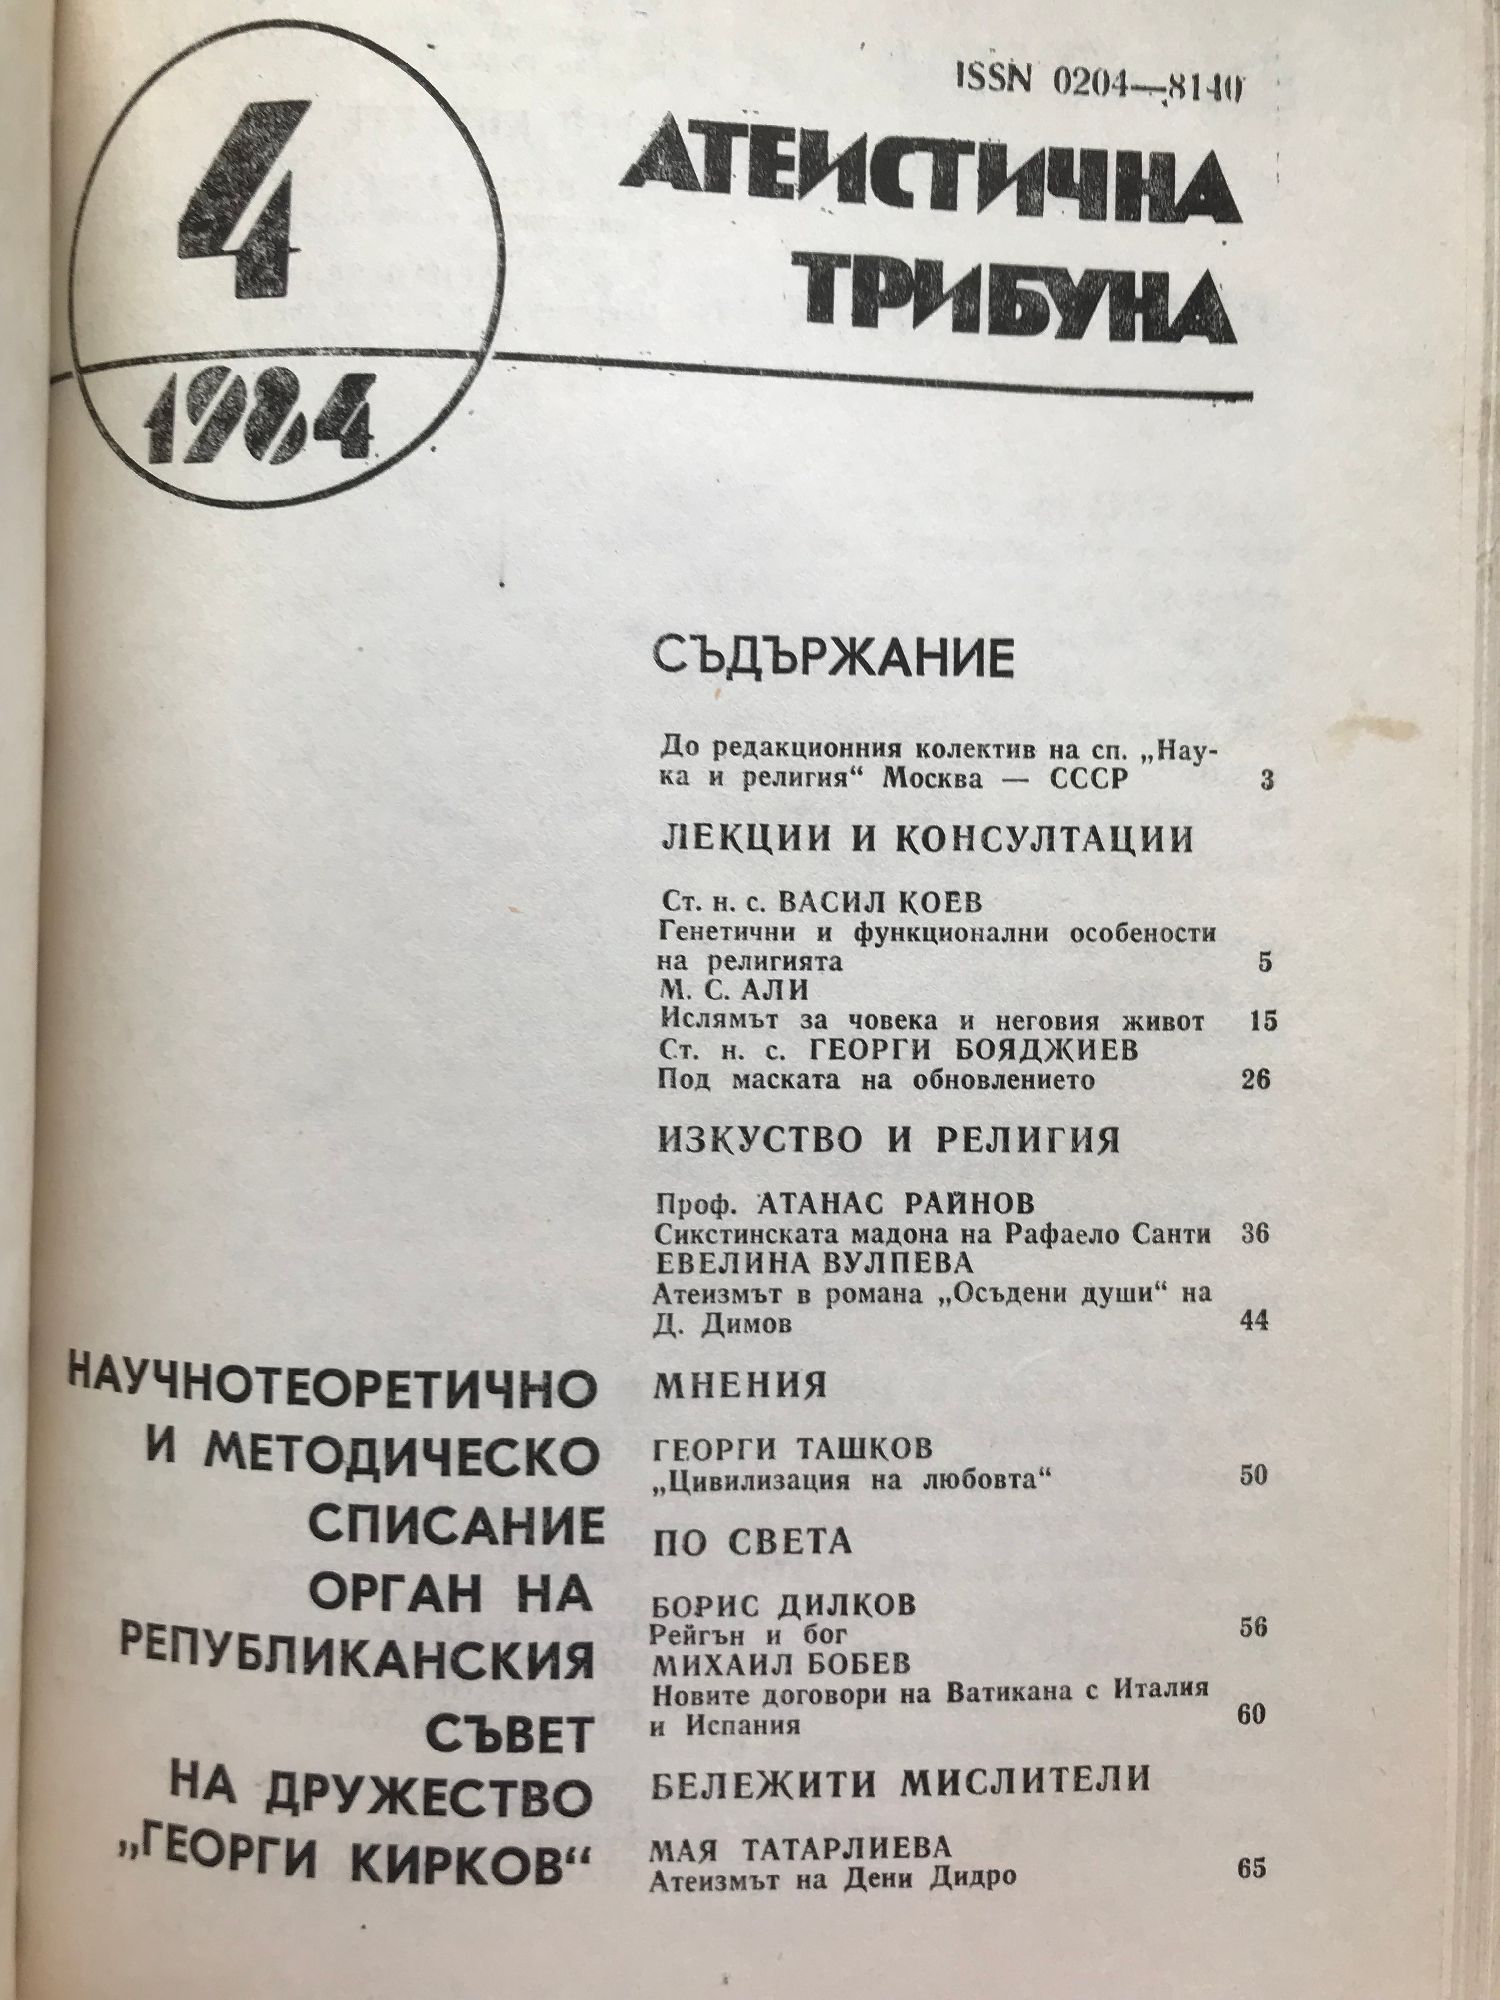 4
1984
ISSN 0204—8140
АТЕИСТИЧНА
ТРИБУНА
СЪДЪРЖАНИЕ
До редакционния колектив на сп. „Нау-
ка и религия“ Москва — СССР 3
ЛЕКЦИИ И КОНСУЛТАЦИИ
Ст. н. с. ВАСИЛ КОЕВ
Генетични и функционални особености
на религията 5
М. С. АЛИ
Ислямът за човека и неговия живот 15
Ст. н. с. ГЕОРГИ БОЯДЖИЕВ
Под маската на обновлението 26
ИЗКУСТВО И РЕЛИГИЯ
Проф. АТАНАС РАЙНОВ
Сикстинската мадона на Рафаело Санти 36
ЕВЕЛИНА ВУЛПЕВА
Атеизмът в романа „Осъдени души“ на
Д. Димов 44
МНЕНИЯ
ГЕОРГИ ТАШКОВ
„Цивилизация на любовта“ 50
ПО СВЕТА
БОРИС ДИЛКОВ
Рейгън и бог 56
МИХАИЛ БОБЕВ
Новите договори на Ватикана с Италия
и Испания 60
БЕЛЕЖИТИ МИСЛИТЕЛИ
МАЯ ТАТАРЛИЕВА
Атеизмът на Дени Дидро 65
НАУЧНОТЕОРЕТИЧНО
И МЕТОДИЧЕСКО
СПИСАНИЕ
ОРГАН НА
РЕПУБЛИКАНСКИЯ
СЪВЕТ
НА ДРУЖЕСТВО
„ГЕОРГИ КИРКОВ“